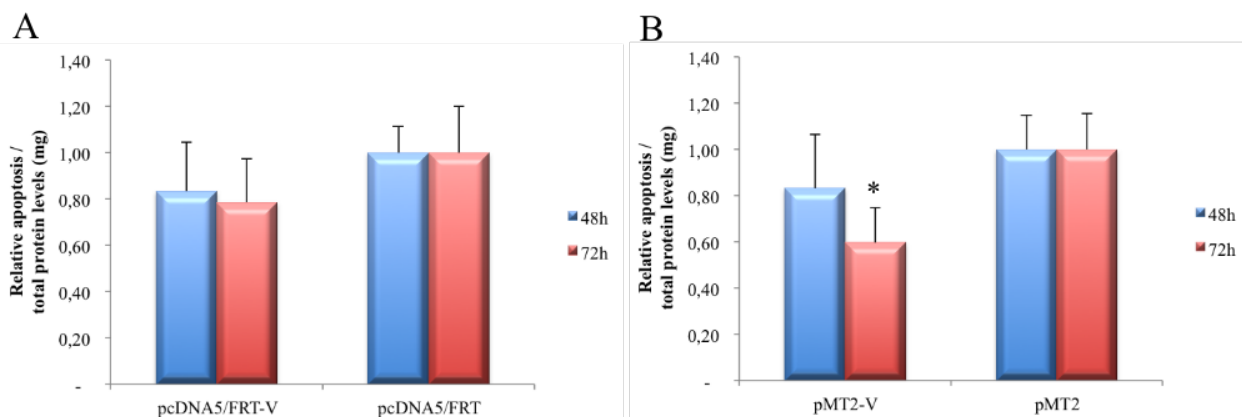 A
Relative apoptosis /
total protein levels (mg)
1,40
1,20
1,00
0,80
0,60
0,40
0,20
-
pcDNA5/FRT-V
pcDNA5/FRT
48h
72h
B
Relative apoptosis /
total protein levels (mg)
1,40
1,20
1,00
0,80
0,60
0,40
0,20
-
*
pMT2-V
pMT2
48h
72h